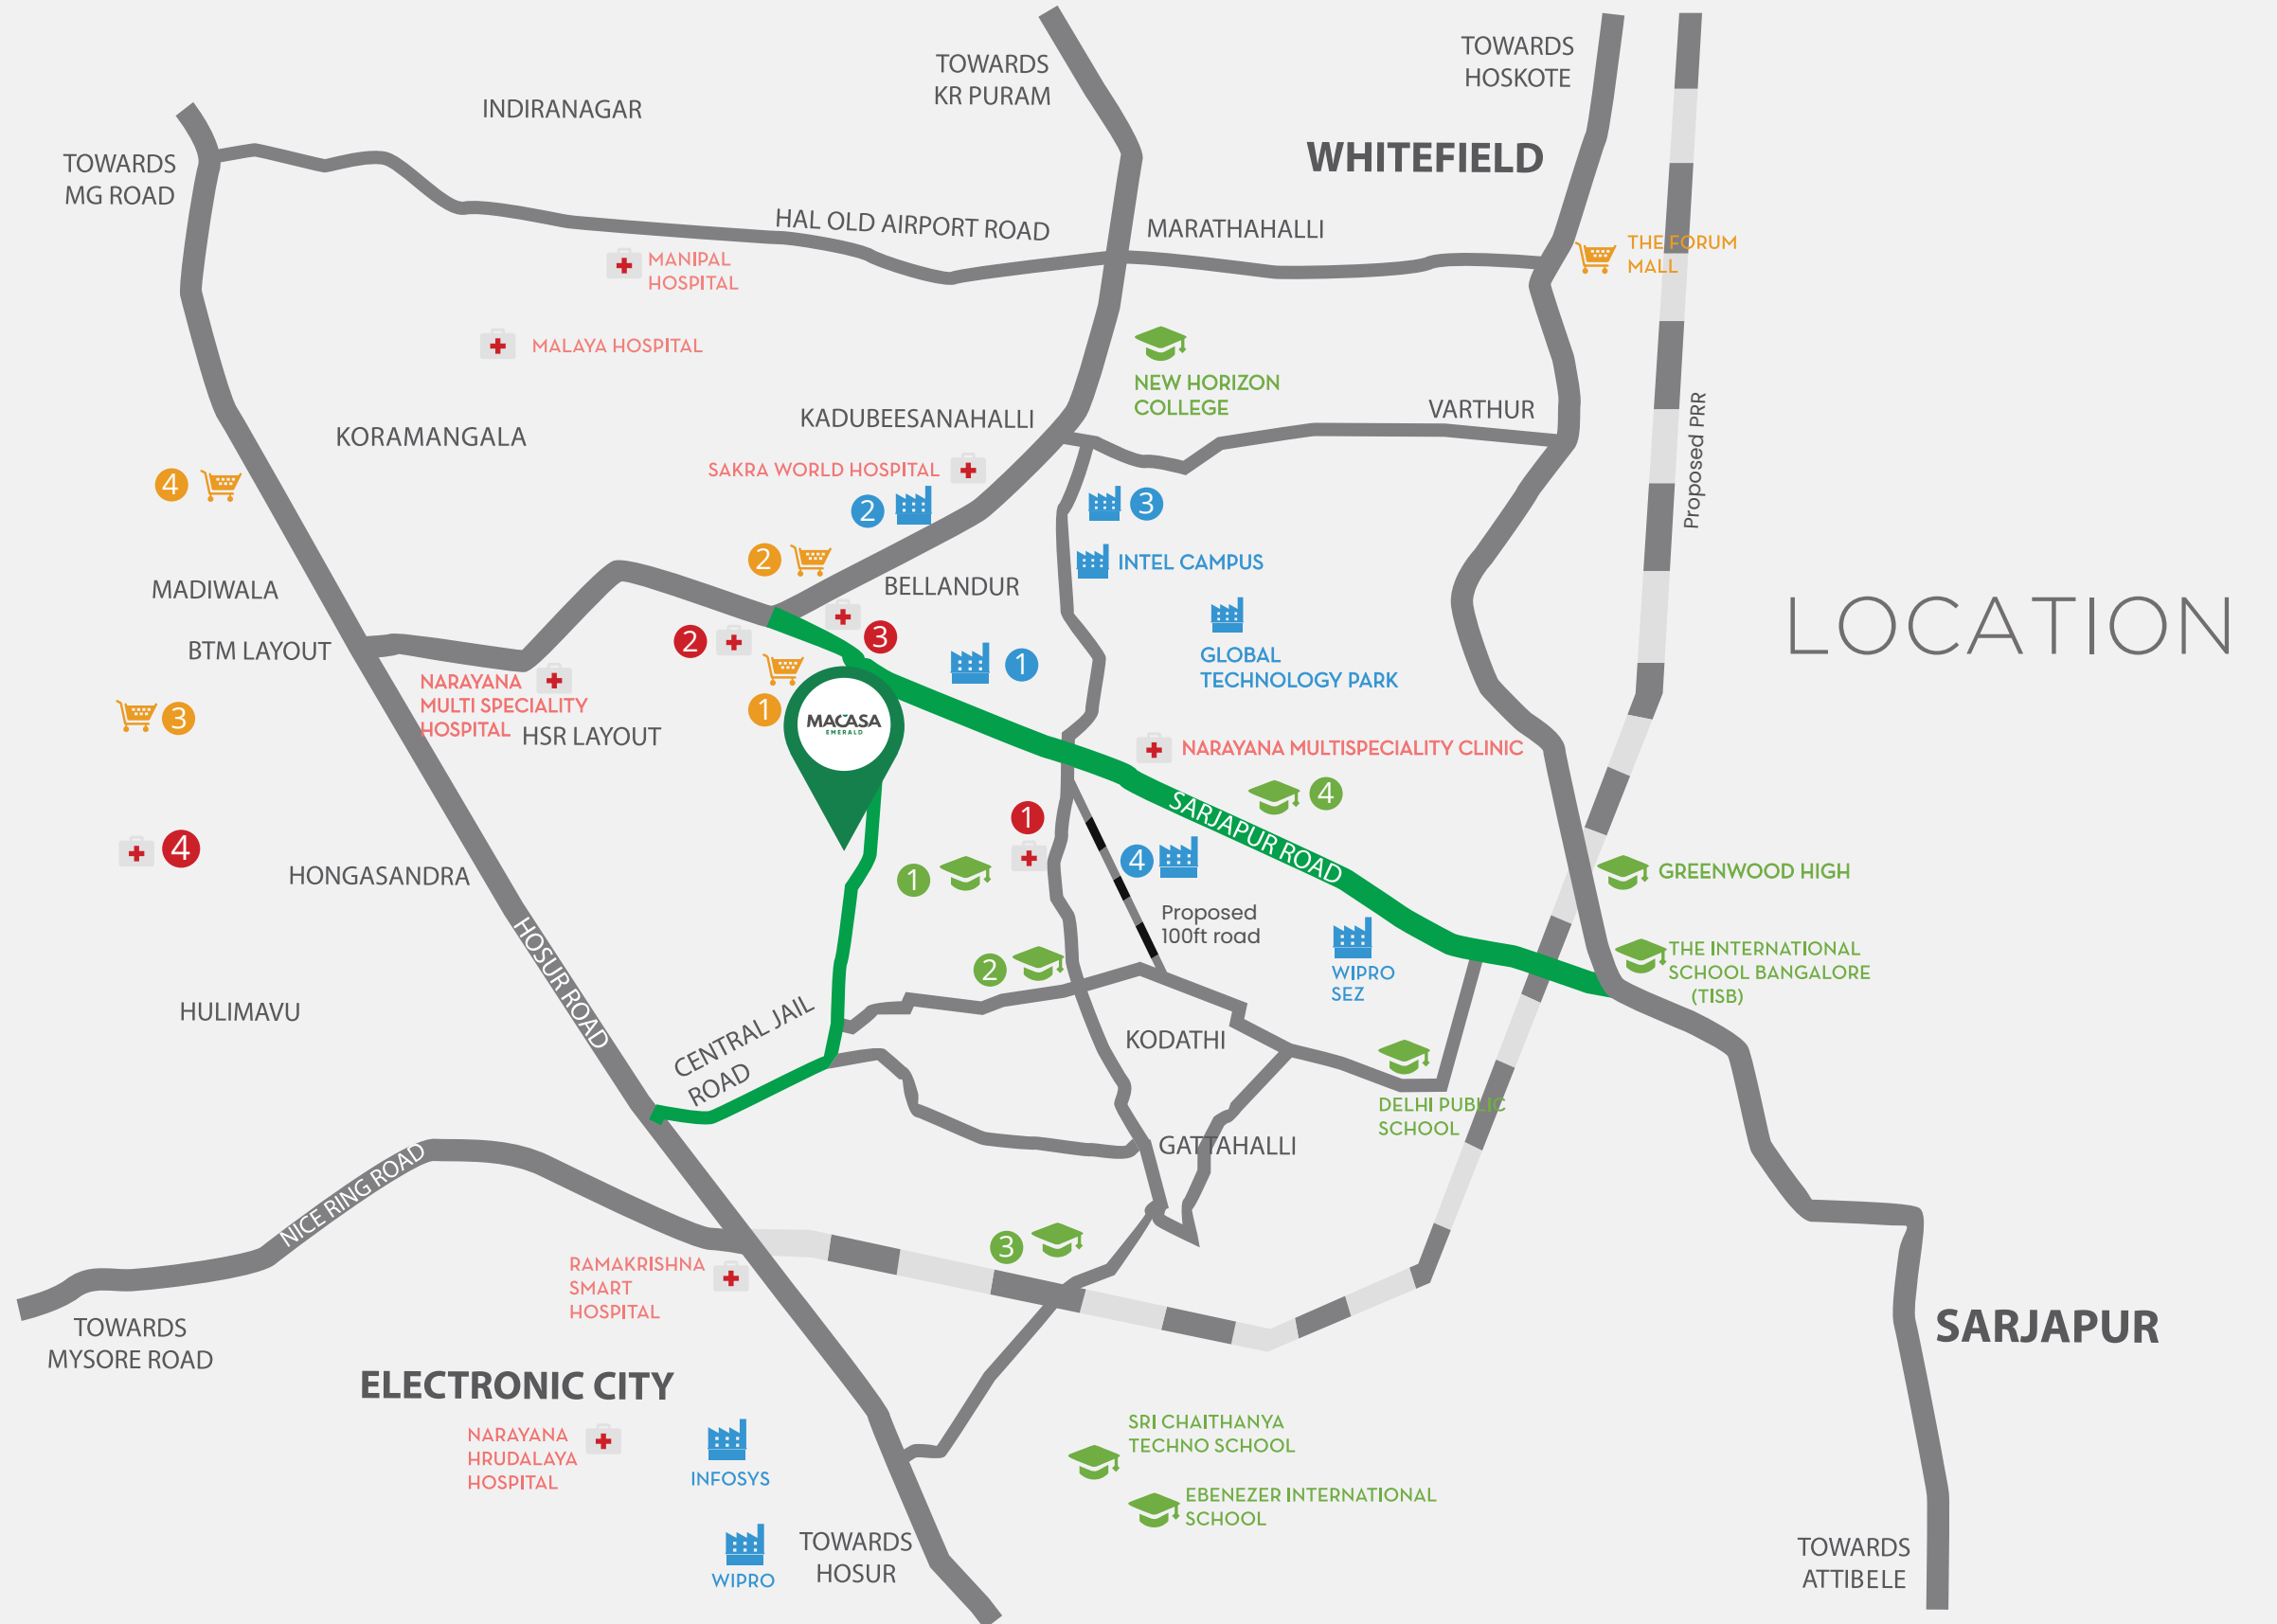 TOWARDS
KR PURAM
TOWARDS
HOSKOTE
INDIRANAGAR
WHITEFIELD
TOWARDS
MG ROAD
HAL OLD AIRPORT ROAD
MARATHAHALLI
THE FORUM
MALL
MANIPAL
HOSPITAL
MALAYA HOSPITAL
NEW HORIZON
COLLEGE
KADUBEESANAHALLI
VARTHUR
KORAMANGALA
Proposed PRR
SAKRA WORLD HOSPITAL
4
2
3
2
INTEL CAMPUS
MADIWALA
BELLANDUR
LOCATION
BTM LAYOUT
2
3
GLOBAL
TECHNOLOGY PARK
1
NARAYANA
MULTI SPECIALITY
HOSPITAL
HSR LAYOUT
1
3
MACASA
EMERALD
NARAYANA MULTISPECIALITY CLINIC
SARJAPUR ROAD
4
1
4
4
HONGASANDRA
1
GREENWOOD HIGH
Proposed
100ft road
HOSUR ROAD
2
WIPRO
SEZ
THE INTERNATIONAL
SCHOOL BANGALORE
(TISB)
HULIMAVU
CENTRAL JAIL
ROAD
KODATHI
DELHI PUBLIC
SCHOOL
GATTAHALLI
NICE RING ROAD
3
RAMAKRISHNA
SMART
HOSPITAL
TOWARDS
MYSORE ROAD
SARJAPUR
ELECTRONIC CITY
NARAYANA
HRUDALAYA
HOSPITAL
INFOSYS
SRI CHAITHANYA
TECHNO SCHOOL
EBENEZER INTERNATIONAL
SCHOOL
WIPRO
TOWARDS
HOSUR
TOWARDS
ATTIBELE